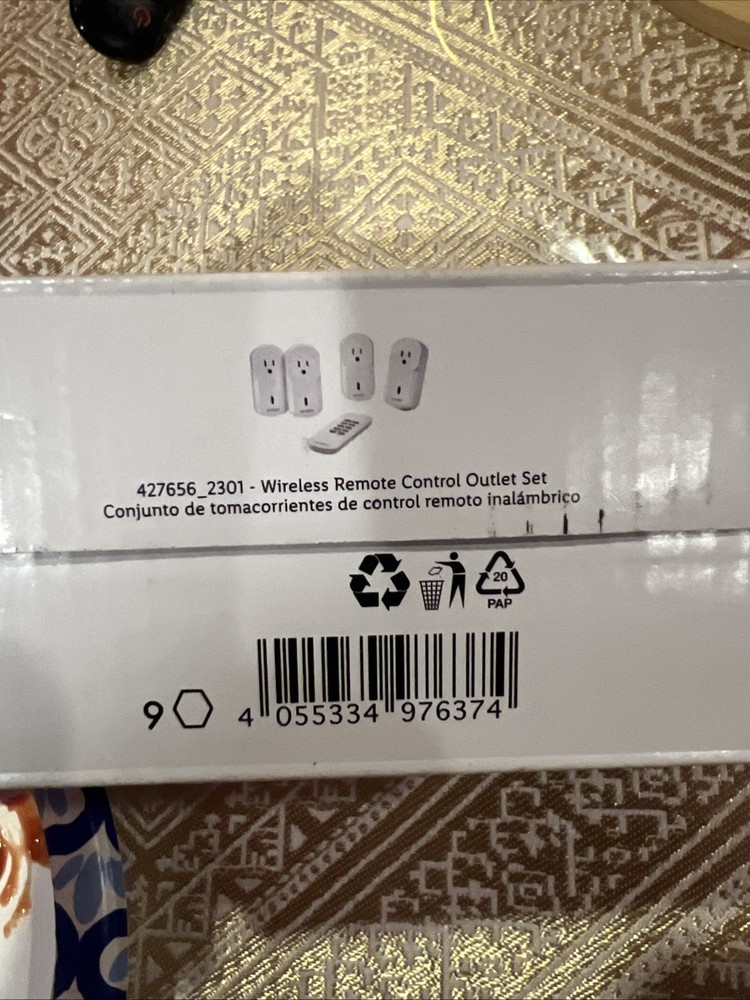 427656_2301 - Wireless Remote Control Outlet Set
Conjunto de tomacorrientes de control remoto inalámbrico
20
PAP
9
4 055334 976374